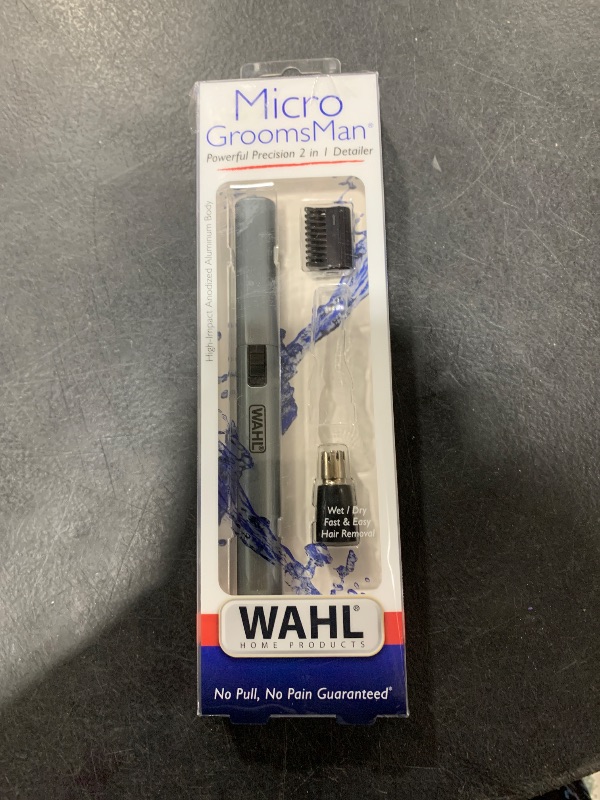 Micro
GroomsMan®
Powerful Precision 2 in 1 Detailer
High-Impact Anodized Aluminum Body
WAHL
Wet / Dry
Fast & Easy
Hair Removal
WAHL®
HOME PRODUCTS
No Pull, No Pain Guaranteed*